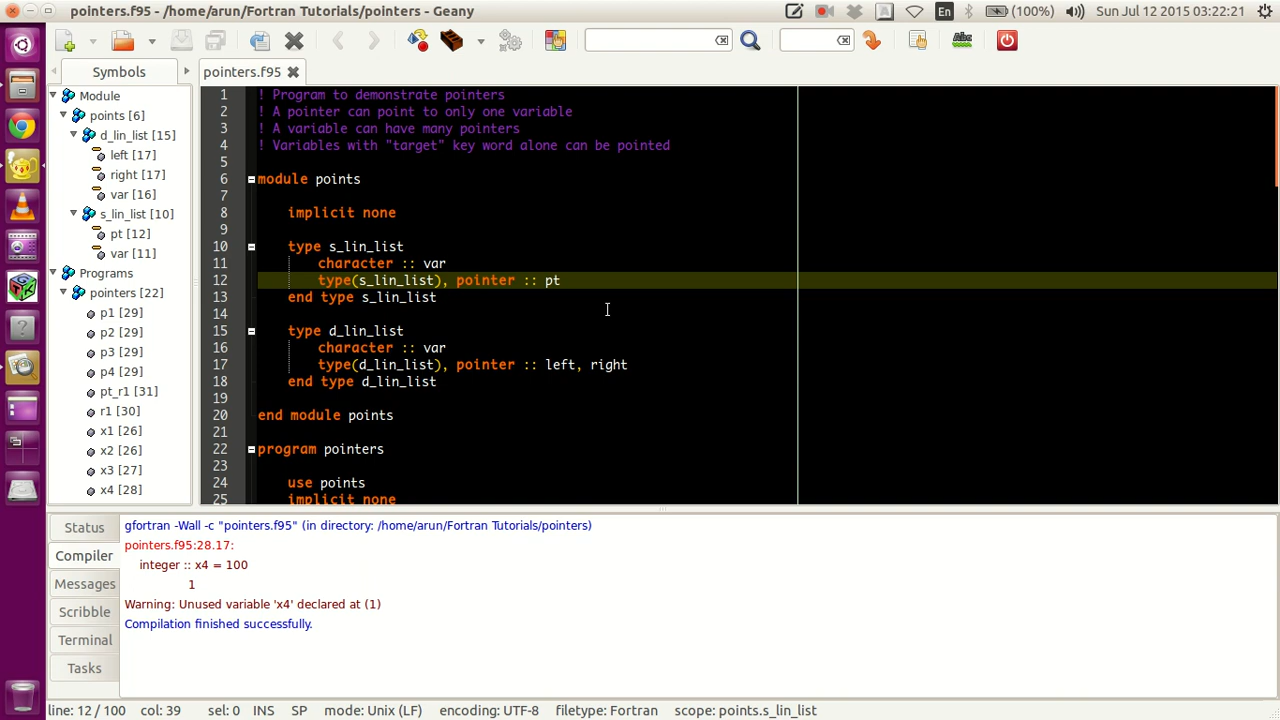 pointers.f95 - /home/arun/Fortran Tutorials/pointers - Geany
En (100%) Sun Jul 12 2015 03:22:21
Abc
Symbols
pointers.f95
Module
points [6]
d_lin_list [15]
left [17]
right [17]
var [16]
s_lin_list [10]
pt [12]
var [11]
Programs
pointers [22]
p1 [29]
p2 [29]
p3 [29]
p4 [29]
pt_r1 [31]
r1 [30]
x1 [26]
x2 [26]
x3 [27]
x4 [28]
1 ! Program to demonstrate pointers
2 ! A pointer can point to only one variable
3 ! A variable can have many pointers
4 ! Variables with "target" key word alone can be pointed
5
6 module points
7
8 implicit none
9
10 type s_lin_list
11 character :: var
12 type(s_lin_list), pointer :: pt
13 end type s_lin_list
14
15 type d_lin_list
16 character :: var
17 type(d_lin_list), pointer :: left, right
18 end type d_lin_list
19
20 end module points
21
22 program pointers
23
24 use points
25 implicit none
Status
Compiler
Messages
Scribble
Terminal
Tasks
gfortran -Wall -c "pointers.f95" (in directory: /home/arun/Fortran Tutorials/pointers)
pointers.f95:28.17:
integer :: x4 = 100
1
Warning: Unused variable 'x4' declared at (1)
Compilation finished successfully.
line: 12 / 100 col: 39 sel: 0 INS SP mode: Unix (LF) encoding: UTF-8 filetype: Fortran scope: points.s_lin_list